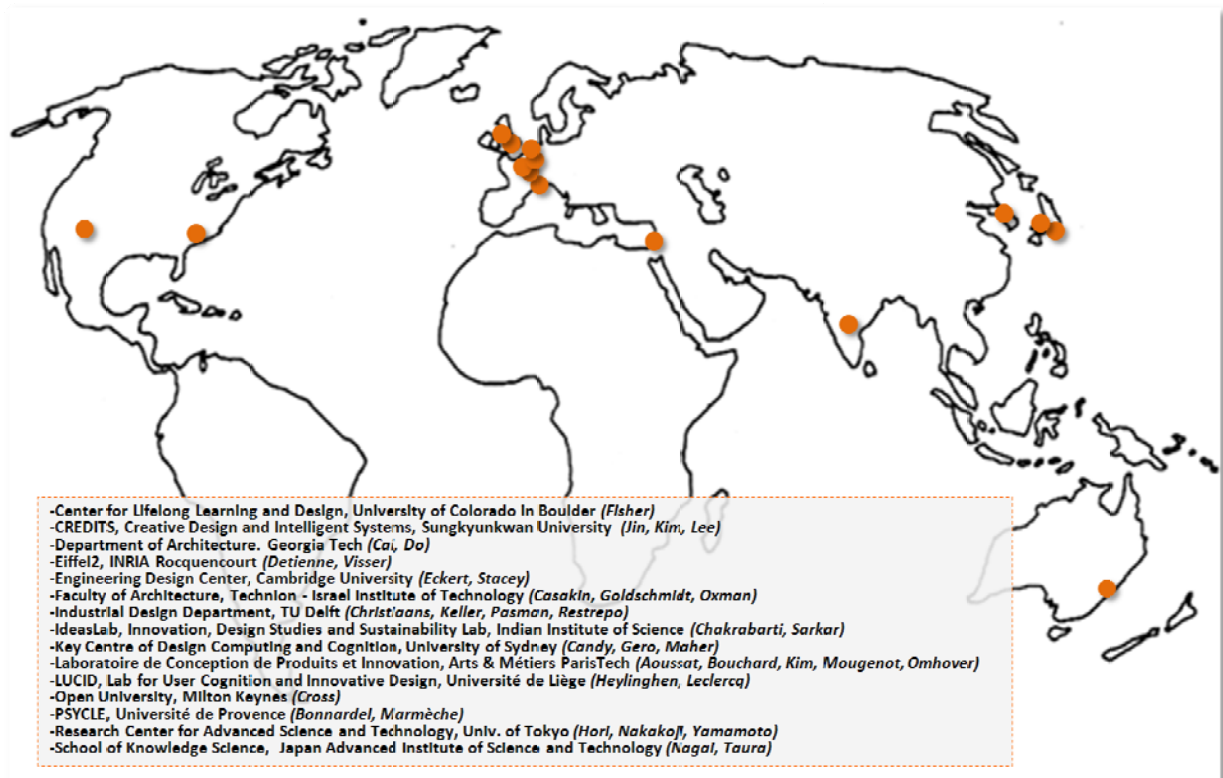 -Center for Lifelong Learning and Design, University of Colorado in Boulder (Fisher)
-CREDITS, Creative Design and Intelligent Systems, Sungkyunkwan University (Jin, Kim, Lee)
-Department of Architecture. Georgia Tech (Cai, Do)
-Eiffel2, INRIA Rocquencourt (Detienne, Visser)
-Engineering Design Center, Cambridge University (Eckert, Stacey)
-Faculty of Architecture, Technion - Israel Institute of Technology (Casakin, Goldschmidt, Oxman)
-Industrial Design Department, TU Delft (Christiaans, Keller, Pasman, Restrepo)
-IdeasLab, Innovation, Design Studies and Sustainability Lab, Indian Institute of Science (Chakrabarti, Sarkar)
-Key Centre of Design Computing and Cognition, University of Sydney (Candy, Gero, Maher)
-Laboratoire de Conception de Produits et Innovation, Arts & Métiers ParisTech (Aoussat, Bouchard, Kim, Mougenot, Omhover)
-LUCID, Lab for User Cognition and Innovative Design, Université de Liège (Heylinghen, Leclercq)
-Open University, Milton Keynes (Cross)
-PSYCLE, Université de Provence (Bonnardel, Marmèche)
-Research Center for Advanced Science and Technology, Univ. of Tokyo (Hori, Nakakoji, Yamamoto)
-School of Knowledge Science, Japan Advanced Institute of Science and Technology (Nagai, Taura)